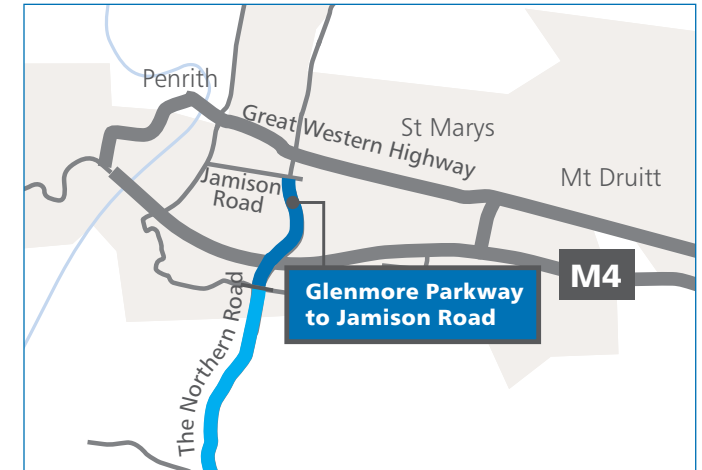 Penrith
Great Western Highway
St Marys
Mt Druitt
Jamison
Road
M4
Glenmore Parkway
to Jamison Road
The Northern Road